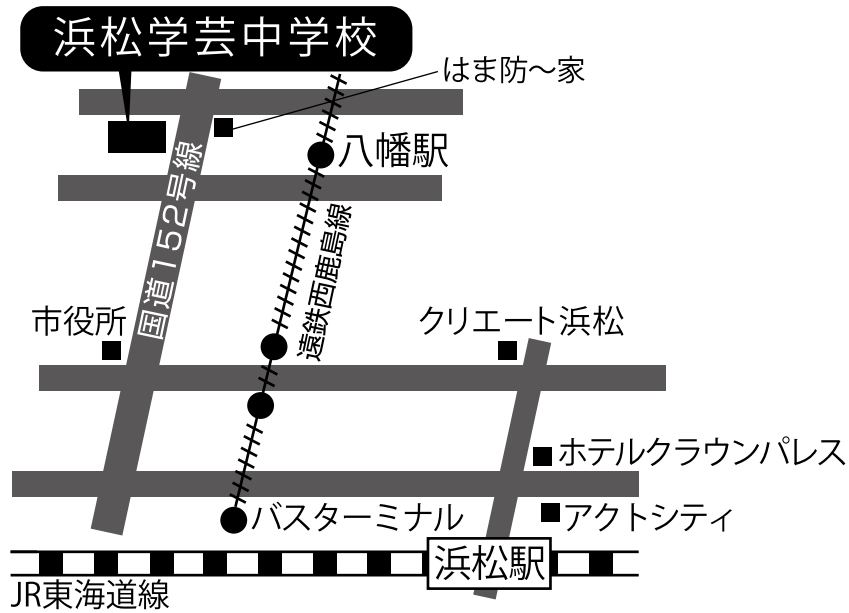 浜松学芸中学校
はま防〜家
八幡駅
国道152号線
遠鉄西鹿島線
市役所
クリエート浜松
ホテルクラウンパレス
バスターミナル
アクトシティ
浜松駅
JR東海道線